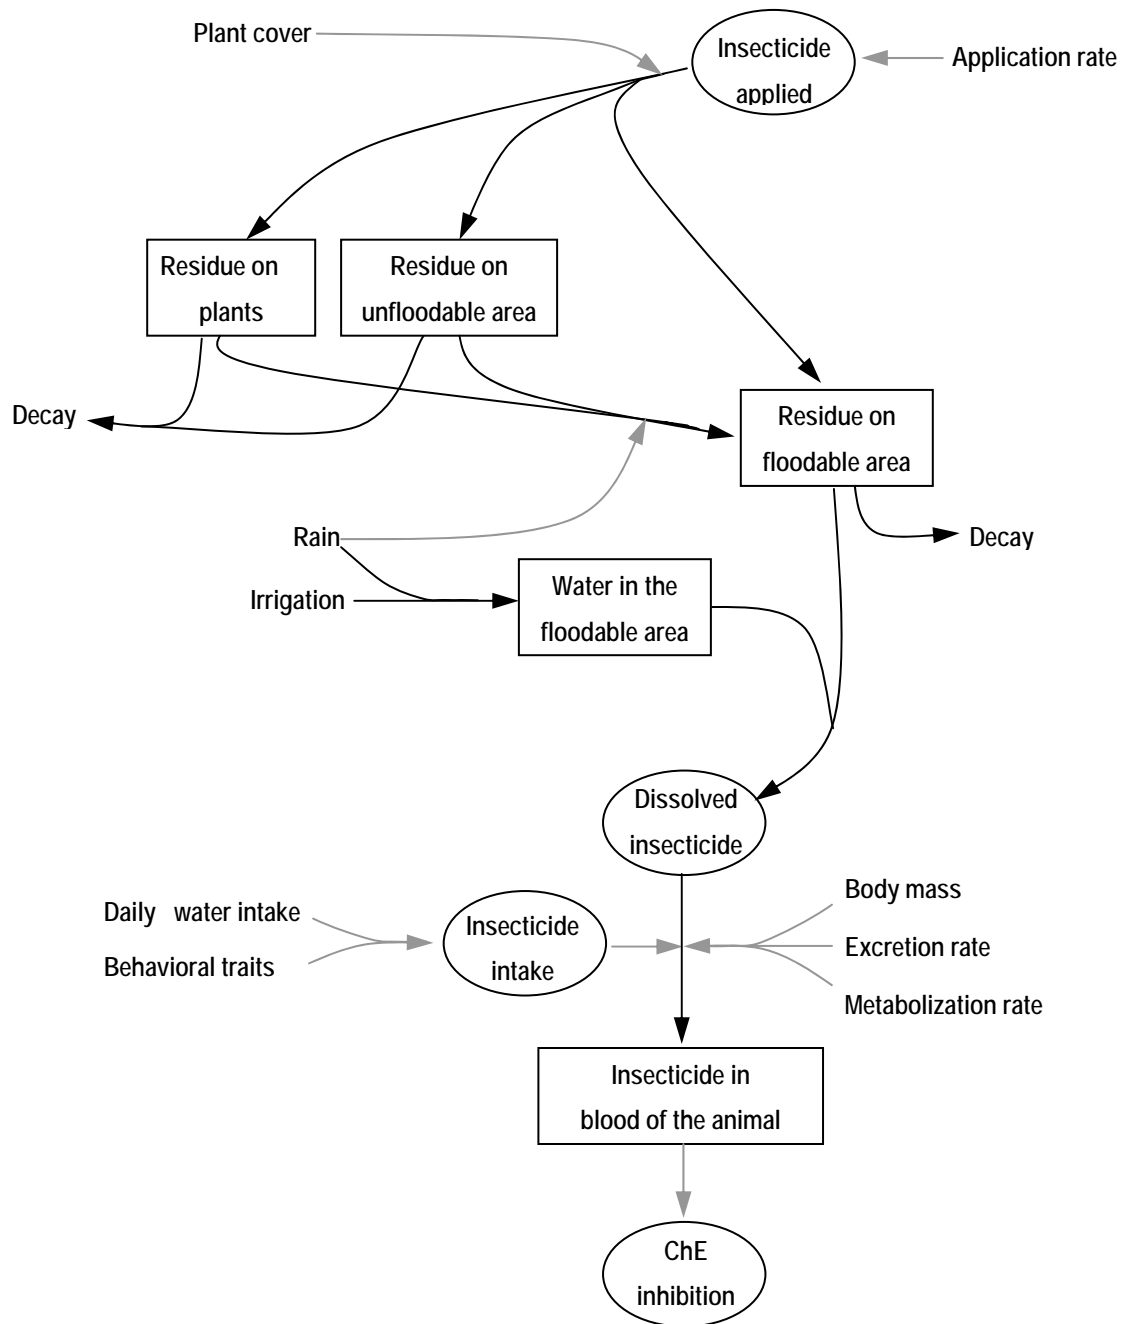 Plant cover
Insecticide
applied
Application rate
Residue on
plants
Residue on
unfloodable area
Decay
Residue on
floodable area
Rain
Decay
Irrigation
Water in the
floodable area
Dissolved
insecticide
Daily water intake
Behavioral traits
Insecticide
intake
Body mass
Excretion rate
Metabolization rate
Insecticide in
blood of the animal
ChE
inhibition